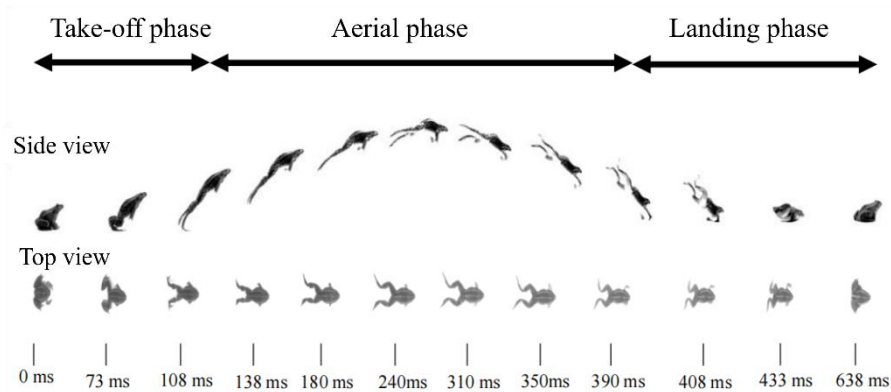 Take-off phase Aerial phase Landing phase
Side view
Top view
0 ms 73 ms 108 ms 138 ms 180 ms 240ms 310 ms 350ms 390 ms 408 ms 433 ms 638 ms